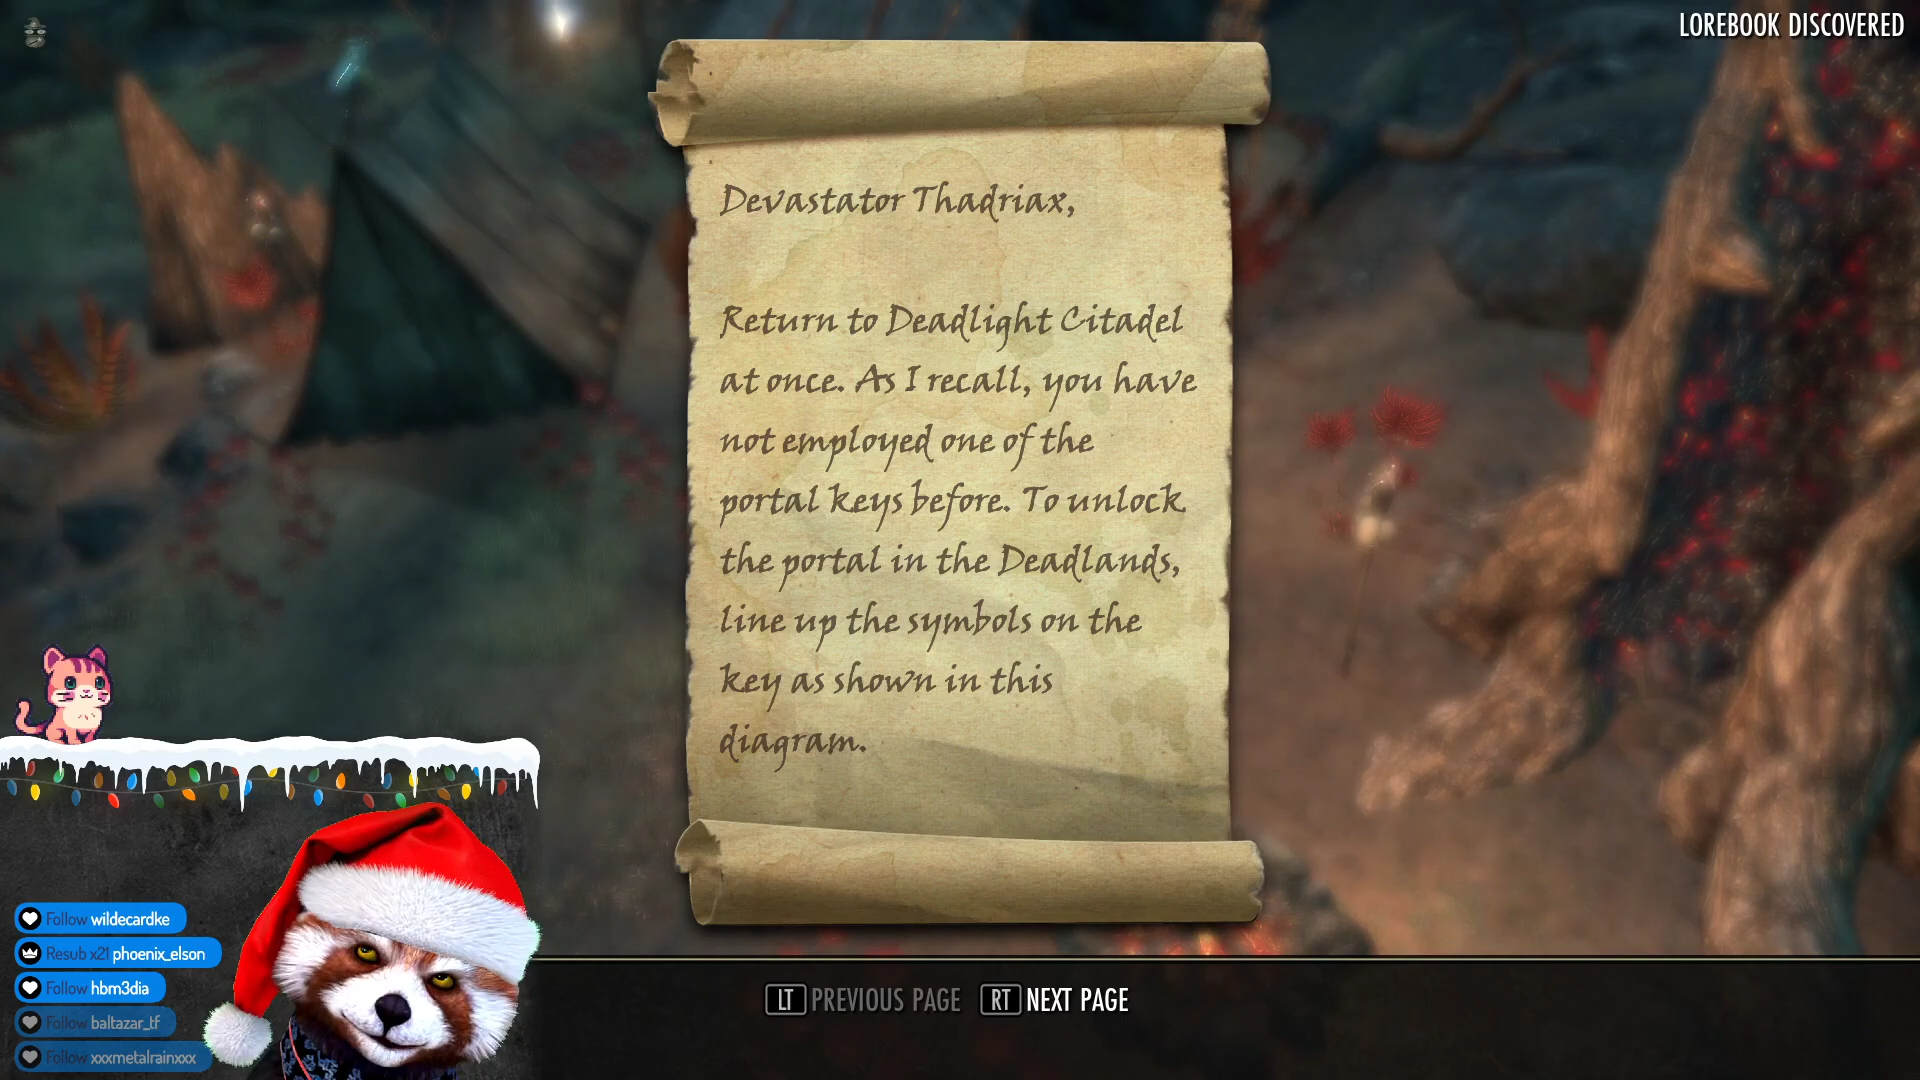 LOREBOOK DISCOVERED
Devastator Thadriax,
Return to Deadlight Citadel
at once. As I recall, you have
not employed one of the
portal keys before. To unlock
the portal in the Deadlands,
line up the symbols on the
key as shown in this
diagram.
Follow wildecardke
Resub x21 phoenix_elson
Follow hbm3dia
Follow baltazar_tf
Follow xxxmetalrainxxx
LT PREVIOUS PAGE RT NEXT PAGE